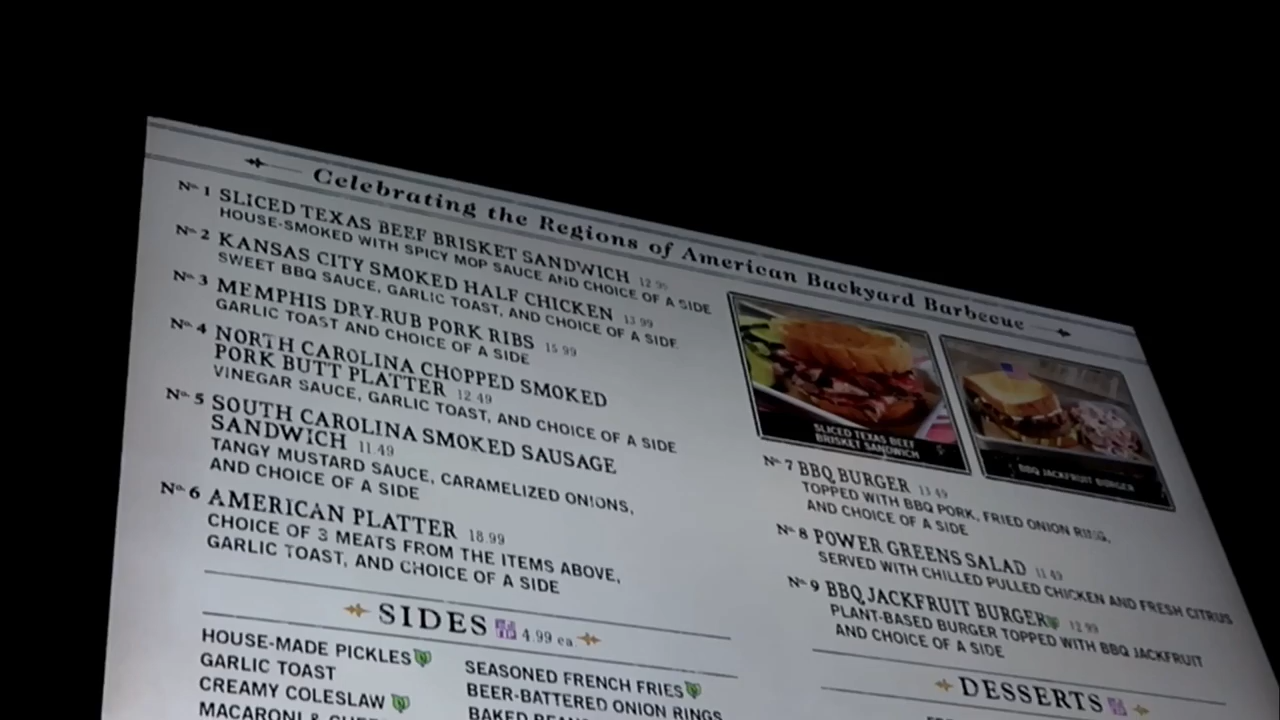 Celebrating the Regions of American Backyard Barbecue
No. 1 SLICED TEXAS BEEF BRISKET SANDWICH 12.99
HOUSE-SMOKED WITH SPICY MOP SAUCE AND CHOICE OF A SIDE
No. 2 KANSAS CITY SMOKED HALF CHICKEN 13.99
SWEET BBQ SAUCE, GARLIC TOAST, AND CHOICE OF A SIDE
No. 3 MEMPHIS DRY-RUB PORK RIBS 15.99
GARLIC TOAST AND CHOICE OF A SIDE
No. 4 NORTH CAROLINA CHOPPED SMOKED
PORK BUTT PLATTER 12.49
VINEGAR SAUCE, GARLIC TOAST, AND CHOICE OF A SIDE
No. 5 SOUTH CAROLINA SMOKED SAUSAGE
SANDWICH 11.49
TANGY MUSTARD SAUCE, CARAMELIZED ONIONS,
AND CHOICE OF A SIDE
No. 6 AMERICAN PLATTER 18.99
CHOICE OF 3 MEATS FROM THE ITEMS ABOVE,
GARLIC TOAST, AND CHOICE OF A SIDE
SIDES 4.99 ea.
HOUSE-MADE PICKLES
GARLIC TOAST
CREAMY COLESLAW
MACARONI &
SEASONED FRENCH FRIES
BEER-BATTERED ONION RINGS
BAKED
SLICED TEXAS BEEF
BRISKET SANDWICH
BBQ JACKFRUIT BURGER
No. 7 BBQ BURGER 13.49
TOPPED WITH BBQ PORK, FRIED ONION RING,
AND CHOICE OF A SIDE
No. 8 POWER GREENS SALAD 11.49
SERVED WITH CHILLED PULLED CHICKEN AND FRESH CITRUS
No. 9 BBQ JACKFRUIT BURGER 12.99
PLANT-BASED BURGER TOPPED WITH BBQ JACKFRUIT
AND CHOICE OF A SIDE
DESSERTS